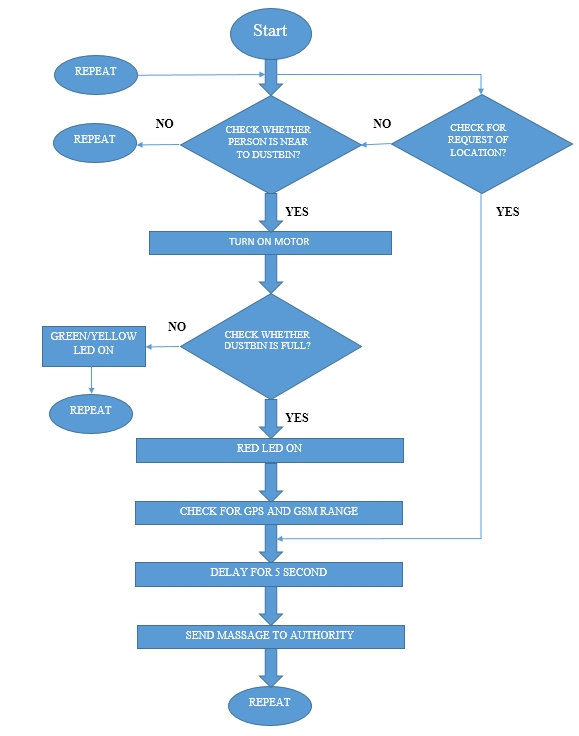 Start
REPEAT
NO
CHECK WHETHER
PERSON IS NEAR
TO DUSTBIN?
NO
CHECK FOR
REQUEST OF
LOCATION?
REPEAT
YES
YES
TURN ON MOTOR
GREEN/YELLOW
LED ON
NO
CHECK WHETHER
DUSTBIN IS FULL?
REPEAT
YES
RED LED ON
CHECK FOR GPS AND GSM RANGE
DELAY FOR 5 SECOND
SEND MASSAGE TO AUTHORITY
REPEAT